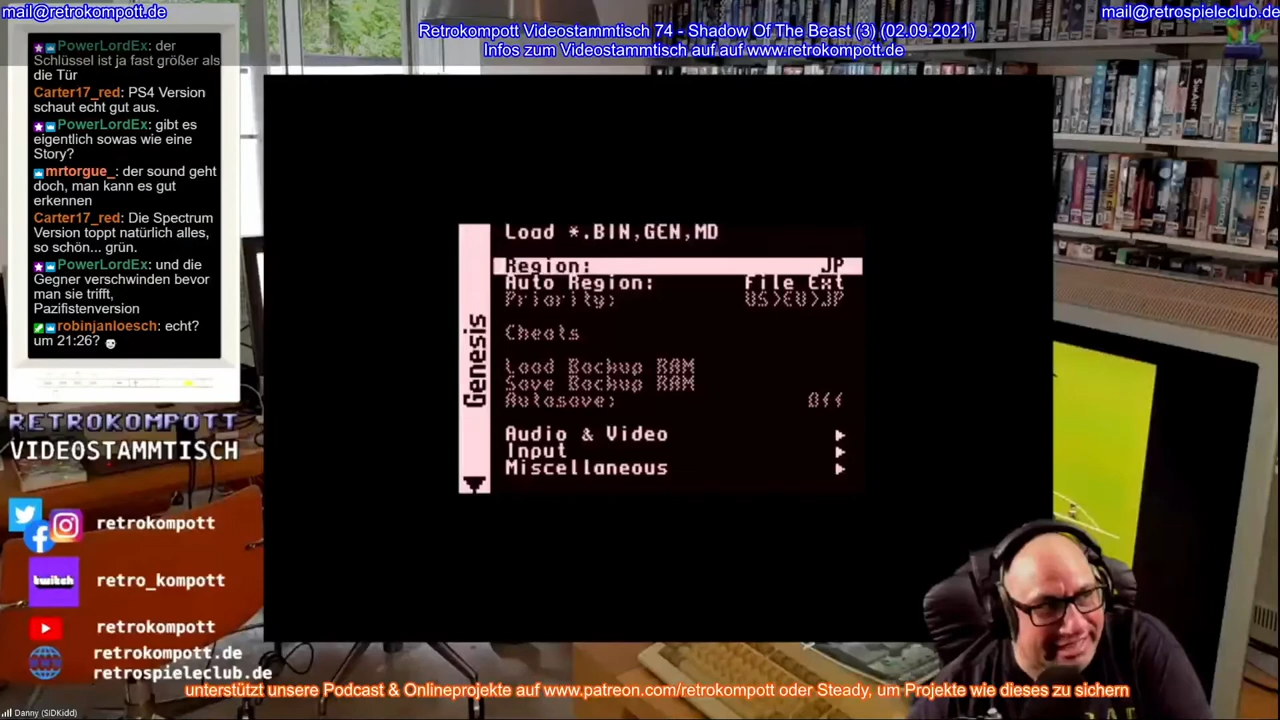 mail@retrokompott.de
mail@retrospieleclub.de
Retrokompott Videostammtisch 74 - Shadow Of The Beast (3) (02.09.2021)
Infos zum Videostammtisch auf auf www.retrokompott.de
PowerLordEx: der
Schlüssel ist ja fast größer als
die Tür
Carter17_red: PS4 Version
schaut echt gut aus.
PowerLordEx: gibt es
eigentlich sowas wie eine
Story?
mrtorgue_: der sound geht
doch, man kann es gut
erkennen
Carter17_red: Die Spectrum
Version toppt natürlich alles,
so schön... grün.
PowerLordEx: und die
Gegner verschwinden bevor
man sie trifft,
Pazifistenversion
robinjanloesch: echt?
um 21:26?
RETROKOMPOTT
VIDEOSTAMMTISCH
retrokompott
twitch
retro_kompott
retrokompott
retrokompott.de
retrospieleclub.de
Genesis
Load *.BIN,GEN,MD
Region: JP
Auto Region: File Ext
Priority: US>EU>JP
Cheats
Load Backup RAM
Save Backup RAM
Autosave: Off
Audio & Video
Input
Miscellaneous
unterstützt unsere Podcast & Onlineprojekte auf www.patreon.com/retrokompott oder Steady, um Projekte wie dieses zu sichern
Danny (SiDKidd)